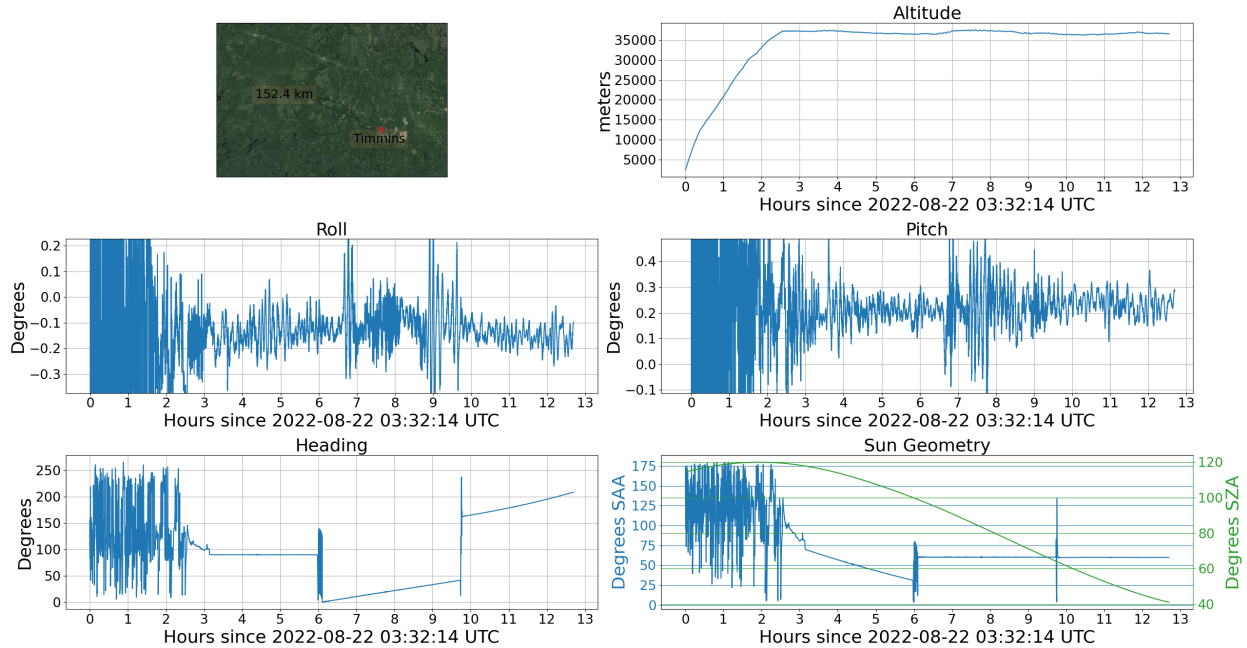 152.4 km
Timmins
Altitude
meters
35000
30000
25000
20000
15000
10000
5000
0 1 2 3 4 5 6 7 8 9 10 11 12 13
Hours since 2022-08-22 03:32:14 UTC
Roll
Degrees
0.2
0.1
0.0
−0.1
−0.2
−0.3
0 1 2 3 4 5 6 7 8 9 10 11 12 13
Hours since 2022-08-22 03:32:14 UTC
Pitch
Degrees
0.4
0.3
0.2
0.1
0.0
−0.1
0 1 2 3 4 5 6 7 8 9 10 11 12 13
Hours since 2022-08-22 03:32:14 UTC
Heading
Degrees
250
200
150
100
50
0
0 1 2 3 4 5 6 7 8 9 10 11 12 13
Hours since 2022-08-22 03:32:14 UTC
Sun Geometry
Degrees SAA
175
150
125
100
75
50
25
0
120
100
80
60
40
Degrees SZA
0 1 2 3 4 5 6 7 8 9 10 11 12 13
Hours since 2022-08-22 03:32:14 UTC